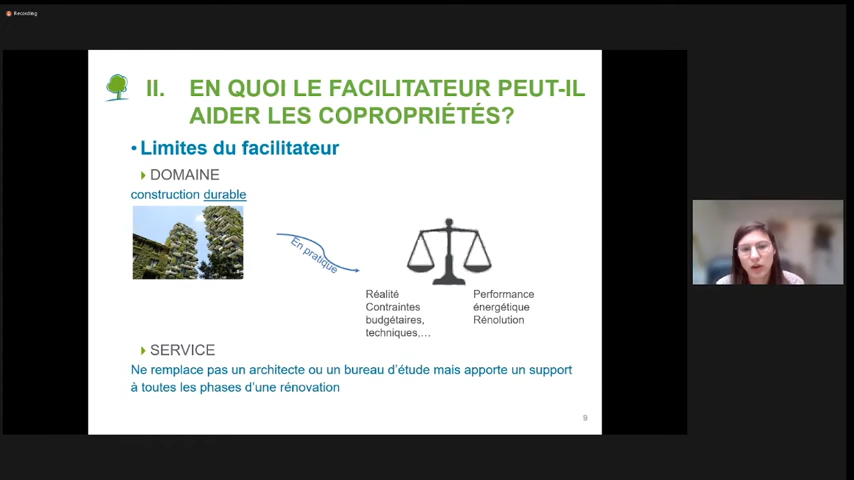 Recording
II. EN QUOI LE FACILITATEUR PEUT-IL
AIDER LES COPROPRIÉTÉS?
• Limites du facilitateur
DOMAINE
construction durable
En pratique
Réalité
Contraintes
budgétaires,
techniques,...
Performance
énergétique
Rénolution
SERVICE
Ne remplace pas un architecte ou un bureau d'étude mais apporte un support
à toutes les phases d'une rénovation
9